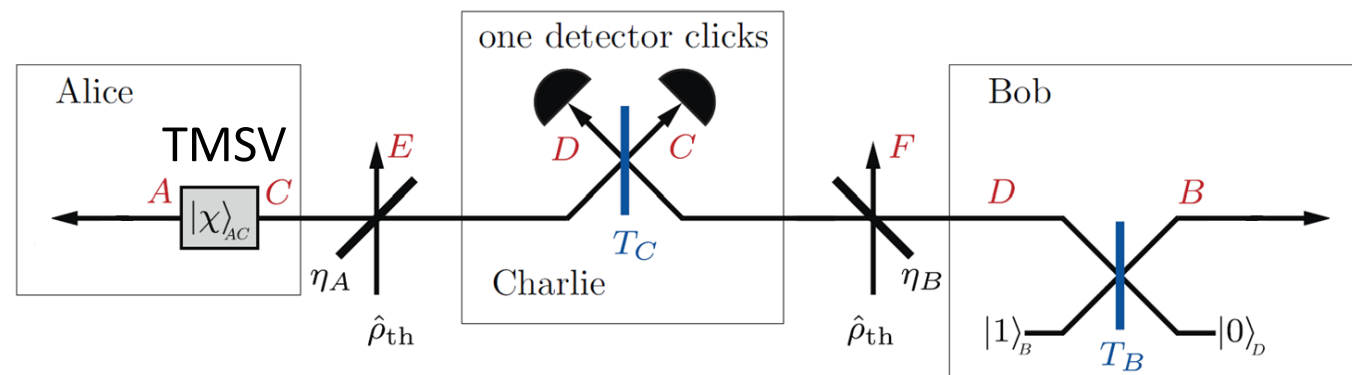 one detector clicks
Alice
Bob
TMSV
E
D
C
F
A
C
D
B
|χ⟩_AC
T_C
η_A
Charlie
η_B
ρ̂_th
ρ̂_th
|1⟩_B
T_B
|0⟩_D